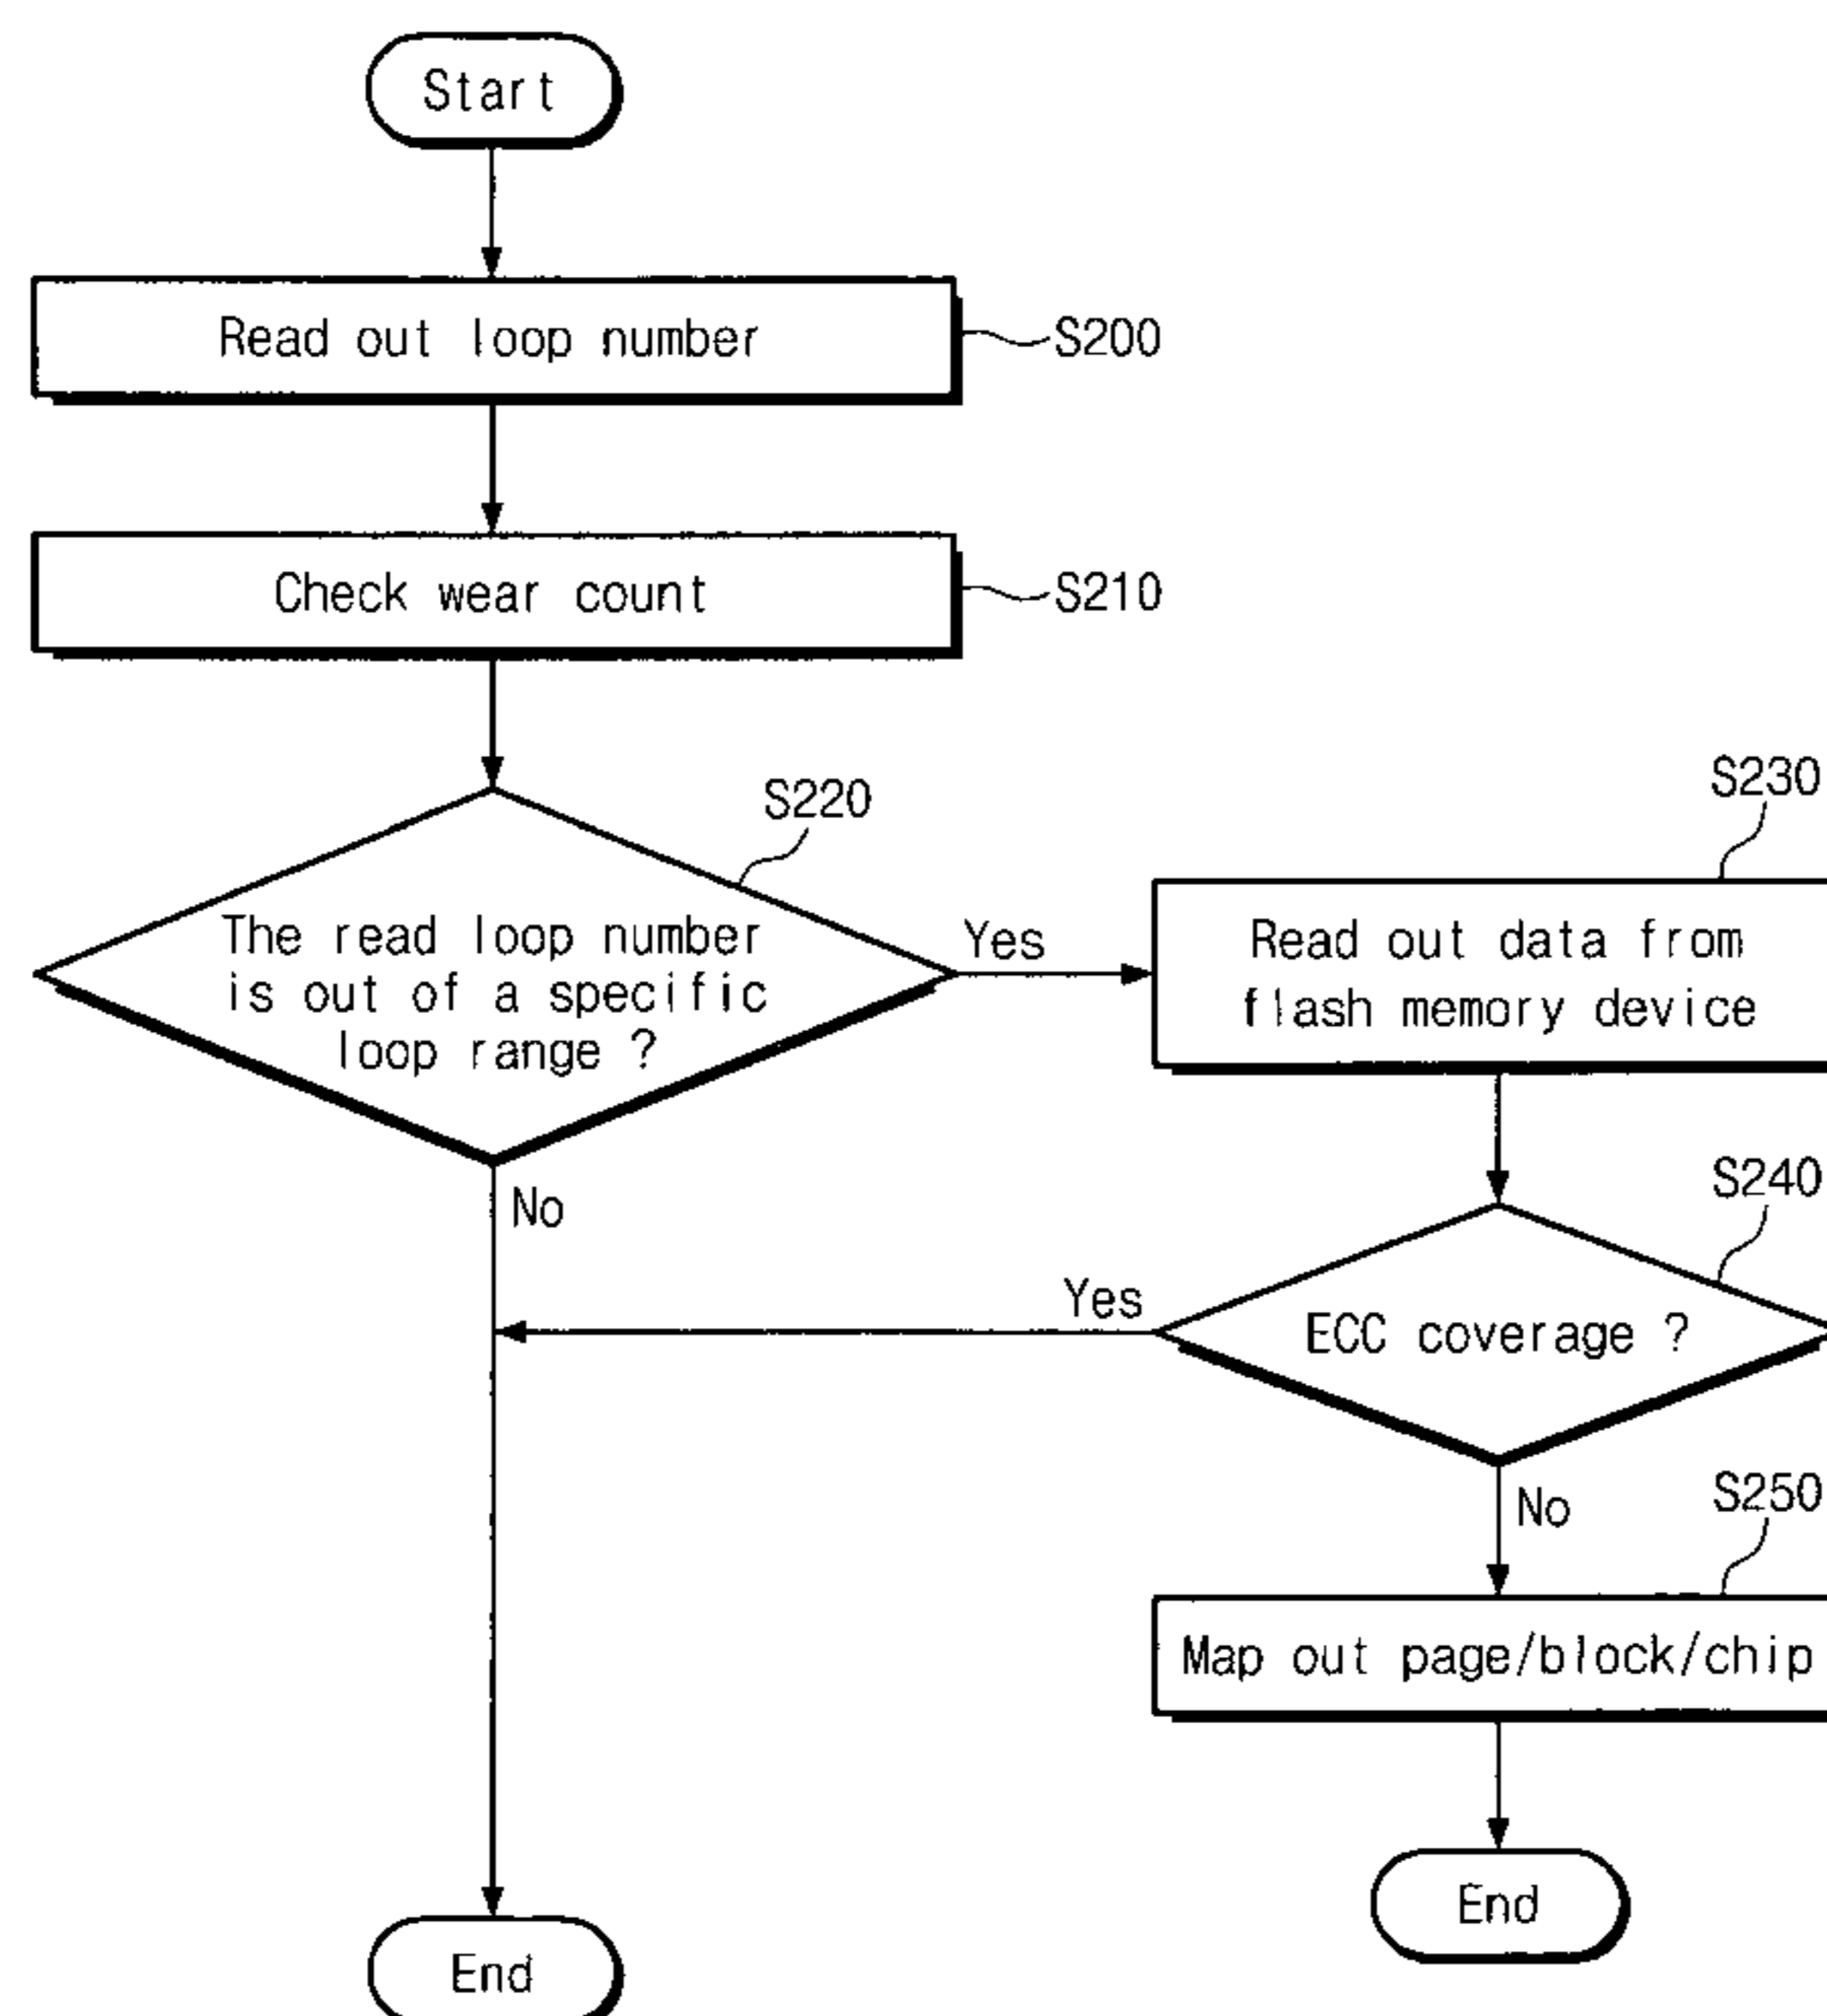 Start
Read out loop number
S200
Check wear count
S210
S220
The read loop number
is out of a specific
loop range ?
Yes
No
S230
Read out data from
flash memory device
S240
ECC coverage ?
Yes
No
S250
Map out page/block/chip
End
End